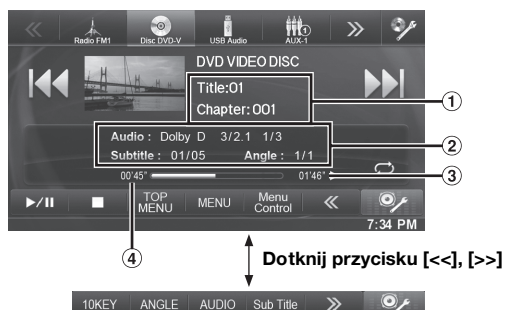 Radio FM1 Disc DVD-V USB Audio AUX-1 1
DVD VIDEO DISC
Title:01
Chapter: 001
1
Audio : Dolby D 3/2.1 1/3
2
Subtitle : 01/05 Angle : 1/1
00'45" 01'46"
3
TOP MENU MENU Menu Control
7:34 PM
4
Dotknij przycisku [<<], [>>]
10KEY ANGLE AUDIO Sub Title